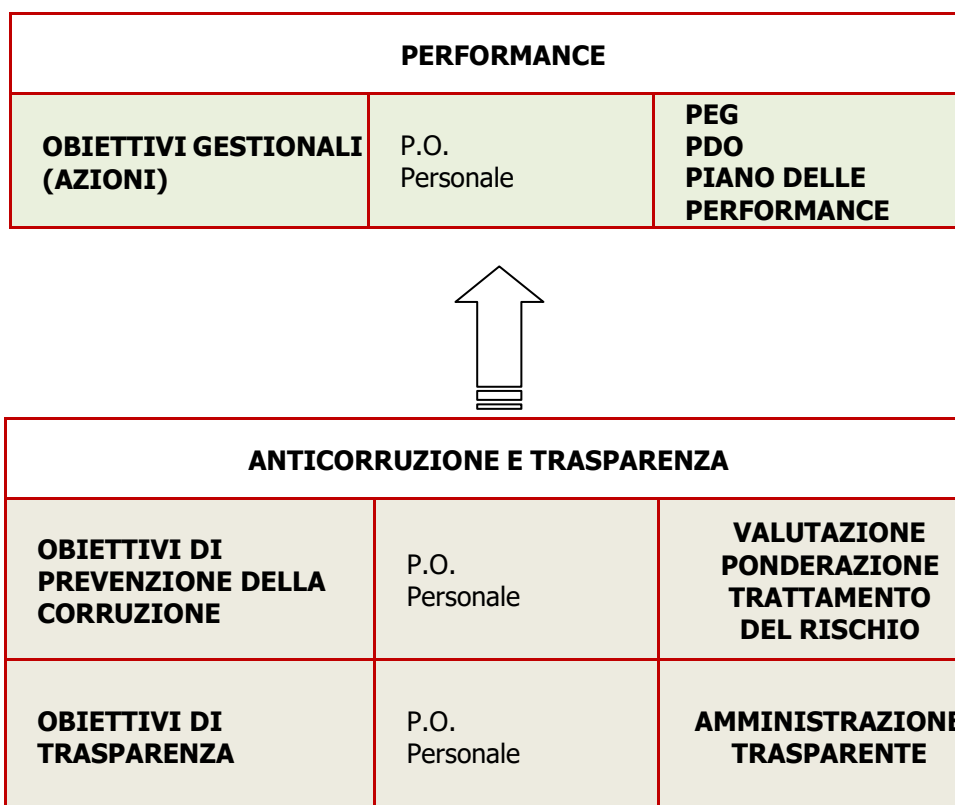 PERFORMANCE
OBIETTIVI GESTIONALI
(AZIONI)
P.O.
Personale
PEG
PDO
PIANO DELLE
PERFORMANCE
ANTICORRUZIONE E TRASPARENZA
OBIETTIVI DI
PREVENZIONE DELLA
CORRUZIONE
P.O.
Personale
VALUTAZIONE
PONDERAZIONE
TRATTAMENTO
DEL RISCHIO
OBIETTIVI DI
TRASPARENZA
P.O.
Personale
AMMINISTRAZIONE
TRASPARENTE